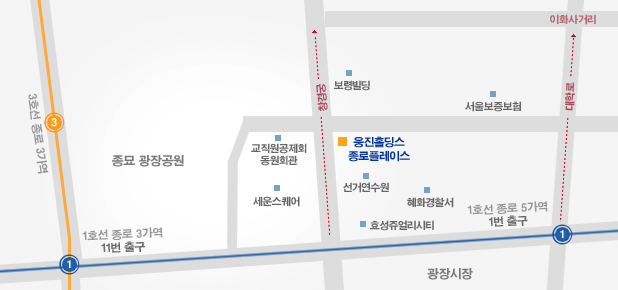 이화사거리
보령빌딩
창경궁
대학로
서울보증보험
3
3호선 종로 3가역
종묘 광장공원
교직원공제회
동원회관
웅진홀딩스
종로플레이스
세운스퀘어
선거연수원
혜화경찰서
1호선 종로 5가역
1번 출구
효성쥬얼리시티
1호선 종로 3가역
11번 출구
1
1
광장시장